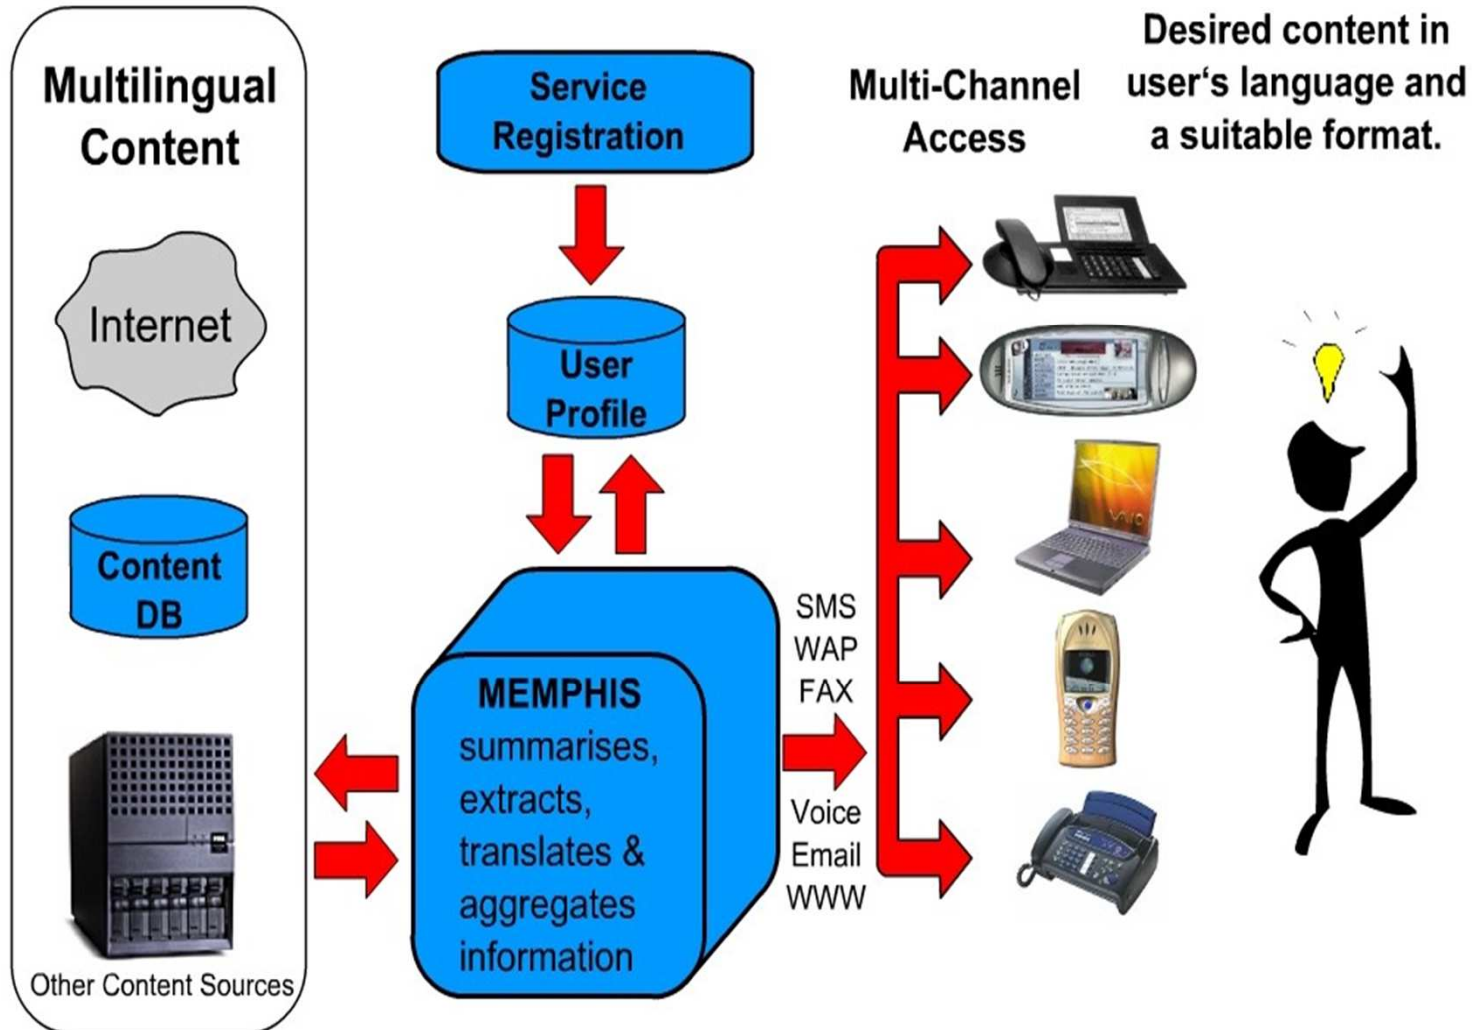 Multilingual
Content
Internet
Content
DB
Other Content Sources
Service
Registration
User
Profile
MEMPHIS
summarises,
extracts,
translates &
aggregates
information
SMS
WAP
FAX
Voice
Email
WWW
Multi-Channel
Access
VAIO
Desired content in
user‘s language and
a suitable format.